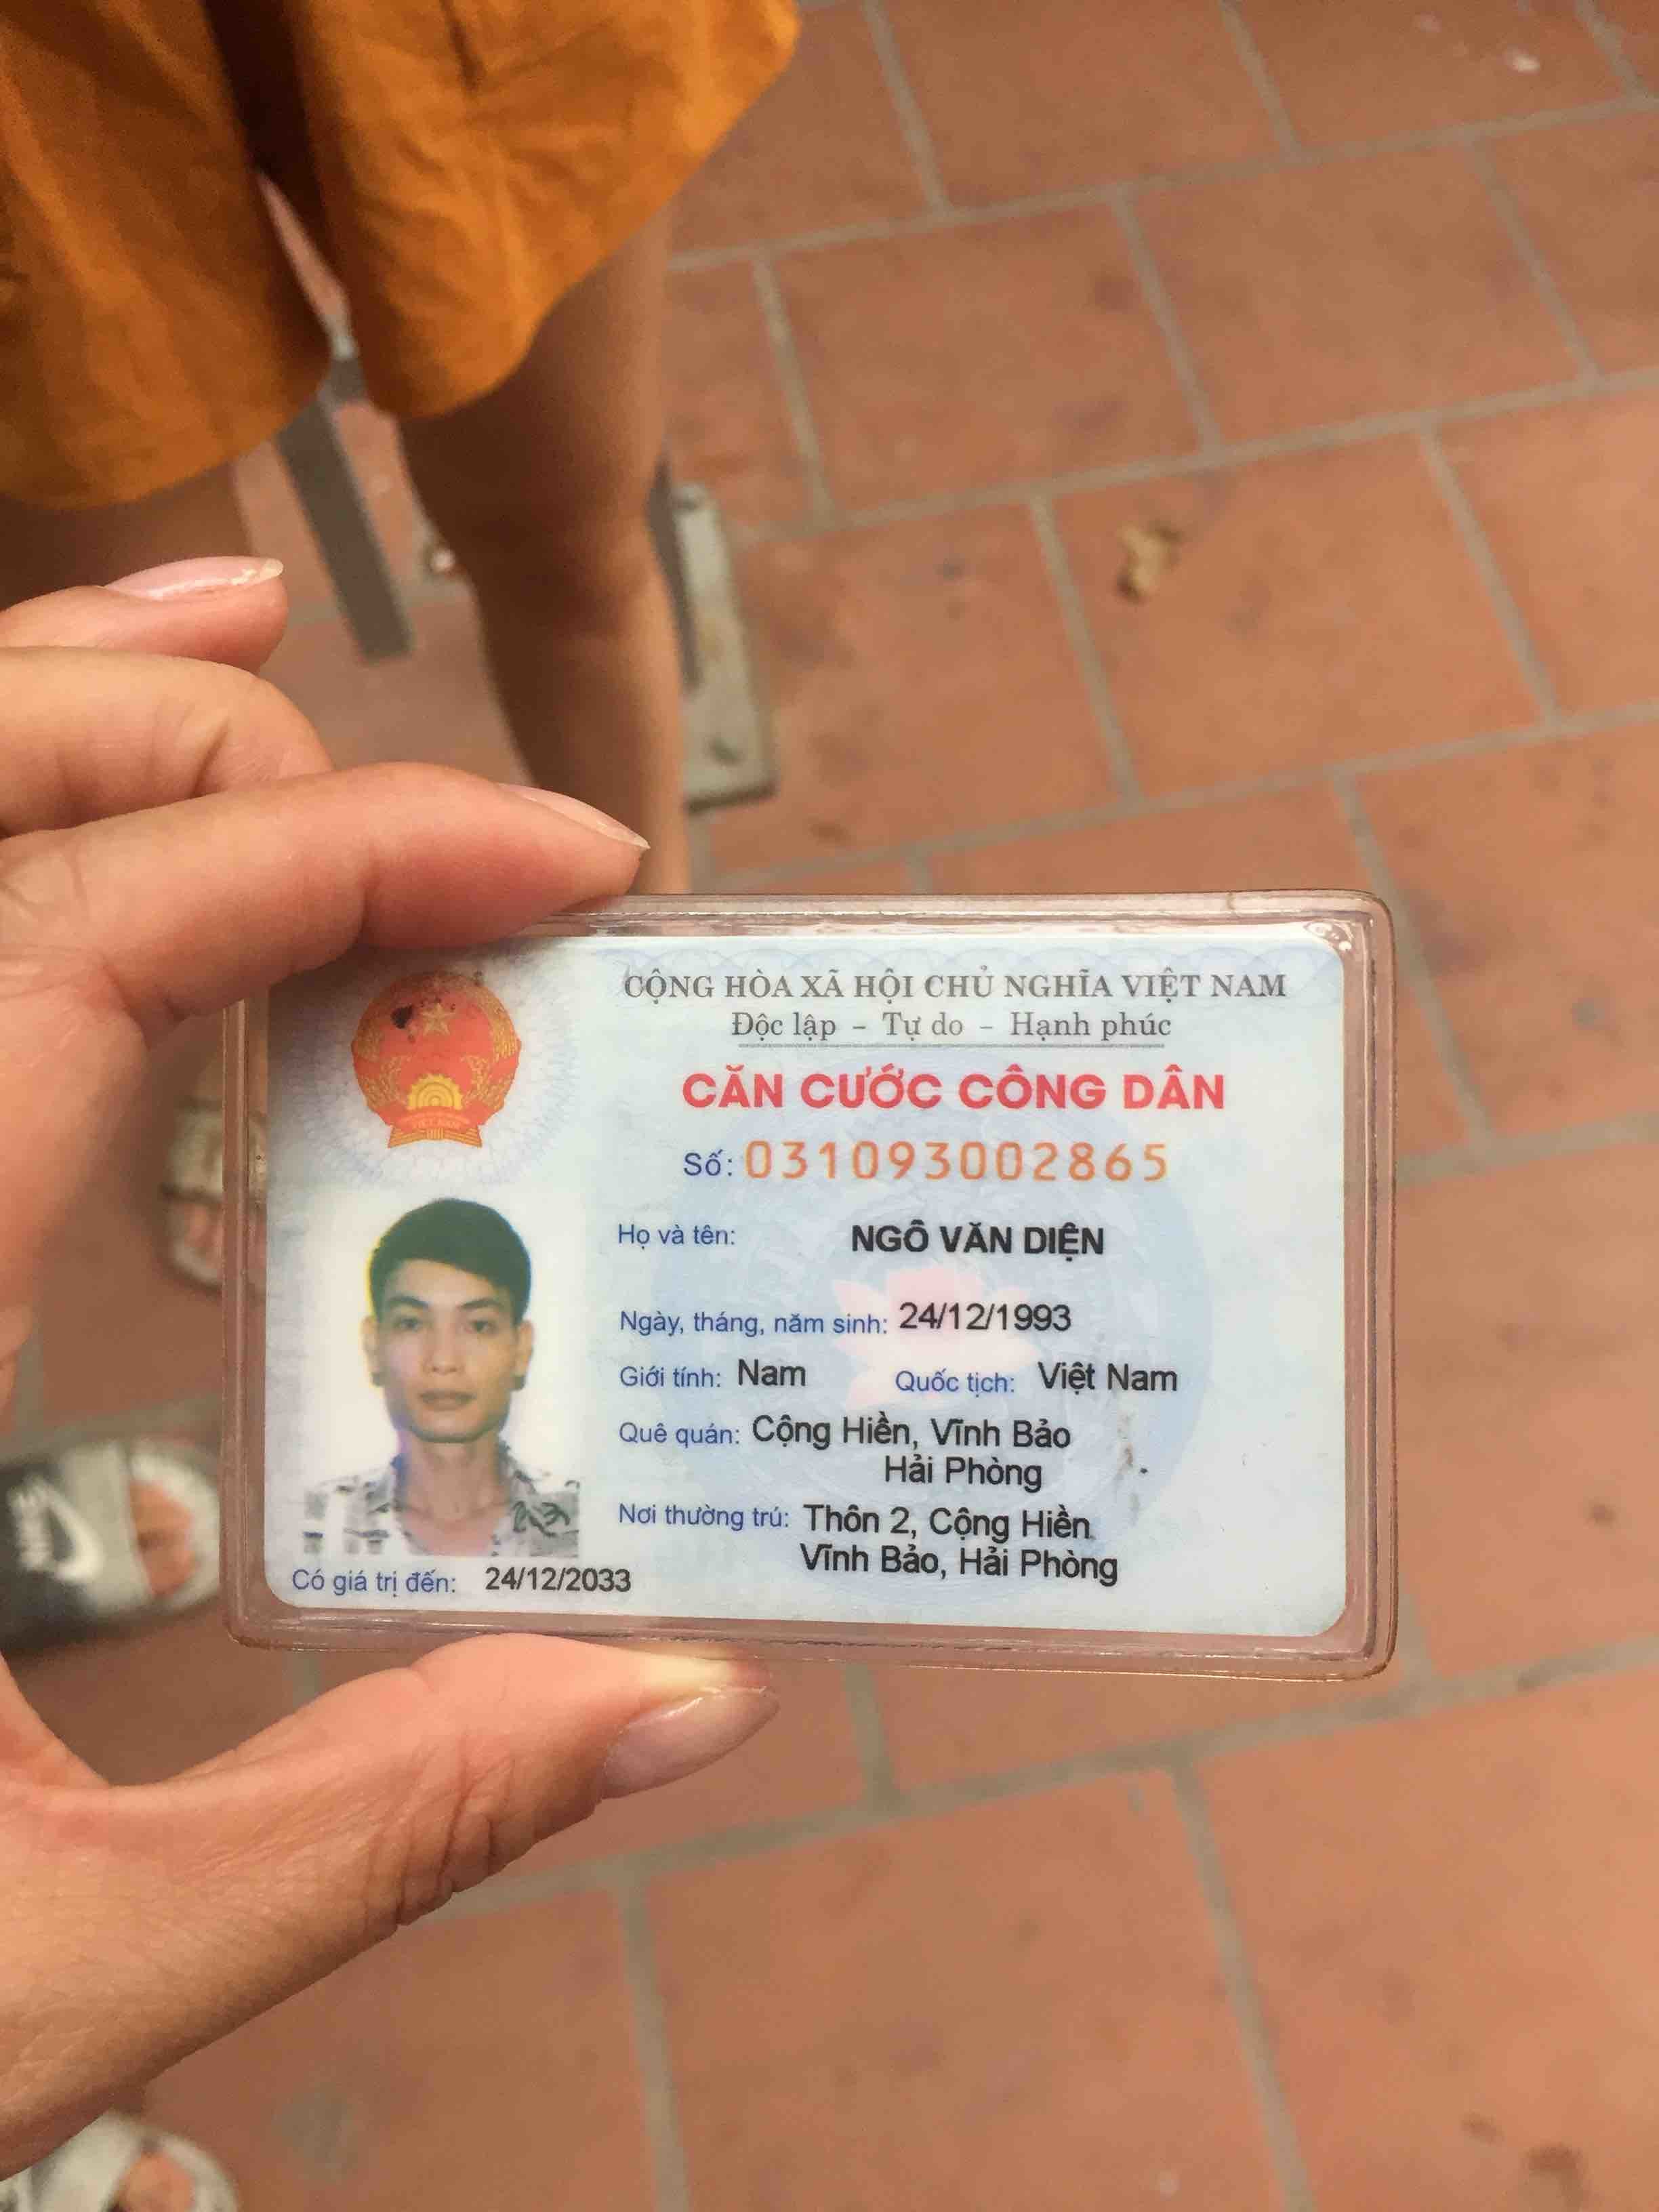 CỘNG HÒA XÃ HỘI CHỦ NGHĨA VIỆT NAM
Độc lập - Tự do - Hạnh phúc
CĂN CƯỚC CÔNG DÂN
Số: 031093002865
Họ và tên: NGÔ VĂN DIỆN
Ngày, tháng, năm sinh: 24/12/1993
Giới tính: Nam Quốc tịch: Việt Nam
Quê quán: Cộng Hiền, Vĩnh Bảo
Hải Phòng
Nơi thường trú: Thôn 2, Cộng Hiền
Vĩnh Bảo, Hải Phòng
Có giá trị đến: 24/12/2033
VIỆT NAM
NIKE